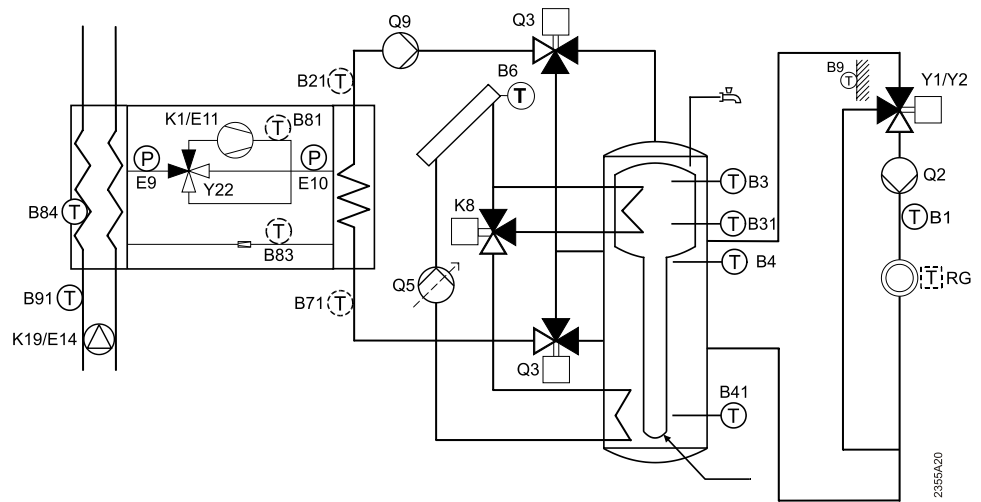 Q9
Q3
B21
T
B6
T
B9
T
Y1/Y2
K1/E11
T
B81
P
P
E9
Y22
E10
T
B3
Q2
B84
T
K8
T
B31
T
B1
T
B83
T
B4
Q5
T
RG
B91
T
B71
T
K19/E14
Q3
B41
T
2355A20